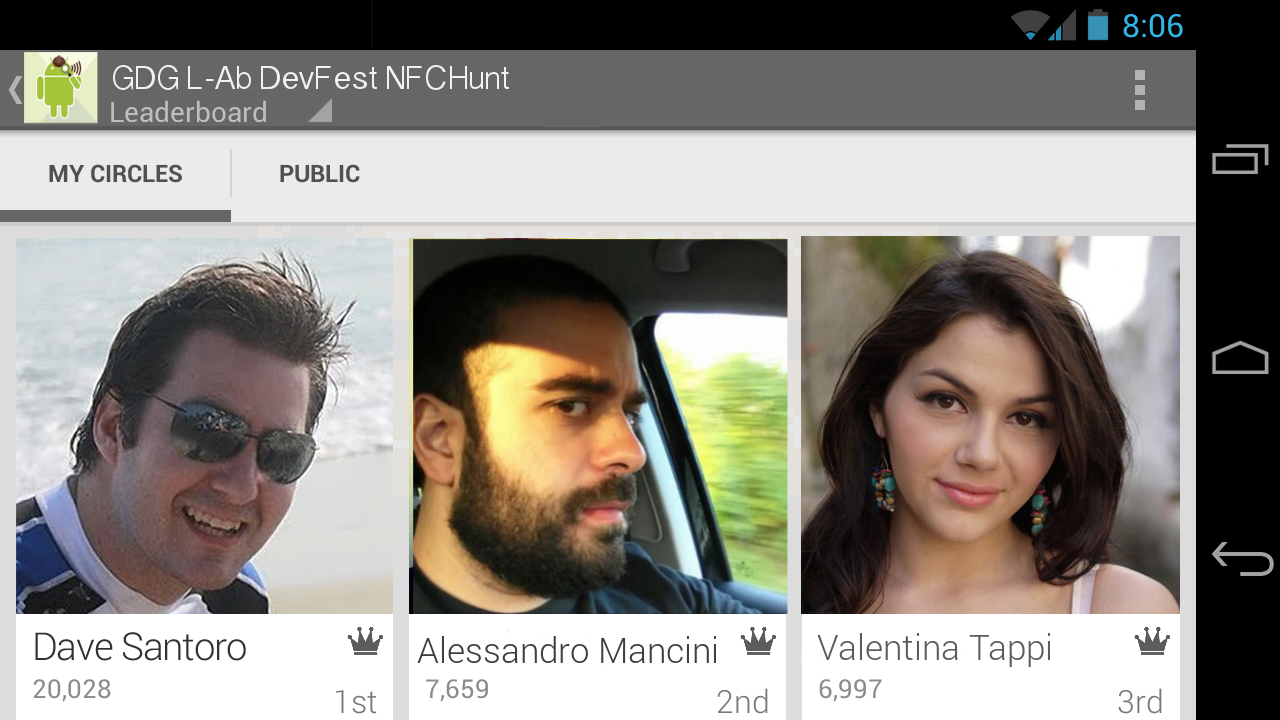 8:06
GDG L-Ab DevFest NFCHunt
Leaderboard
MY CIRCLES
PUBLIC
Dave Santoro
20,028
1st
Alessandro Mancini
7,659
2nd
Valentina Tappi
6,997
3rd